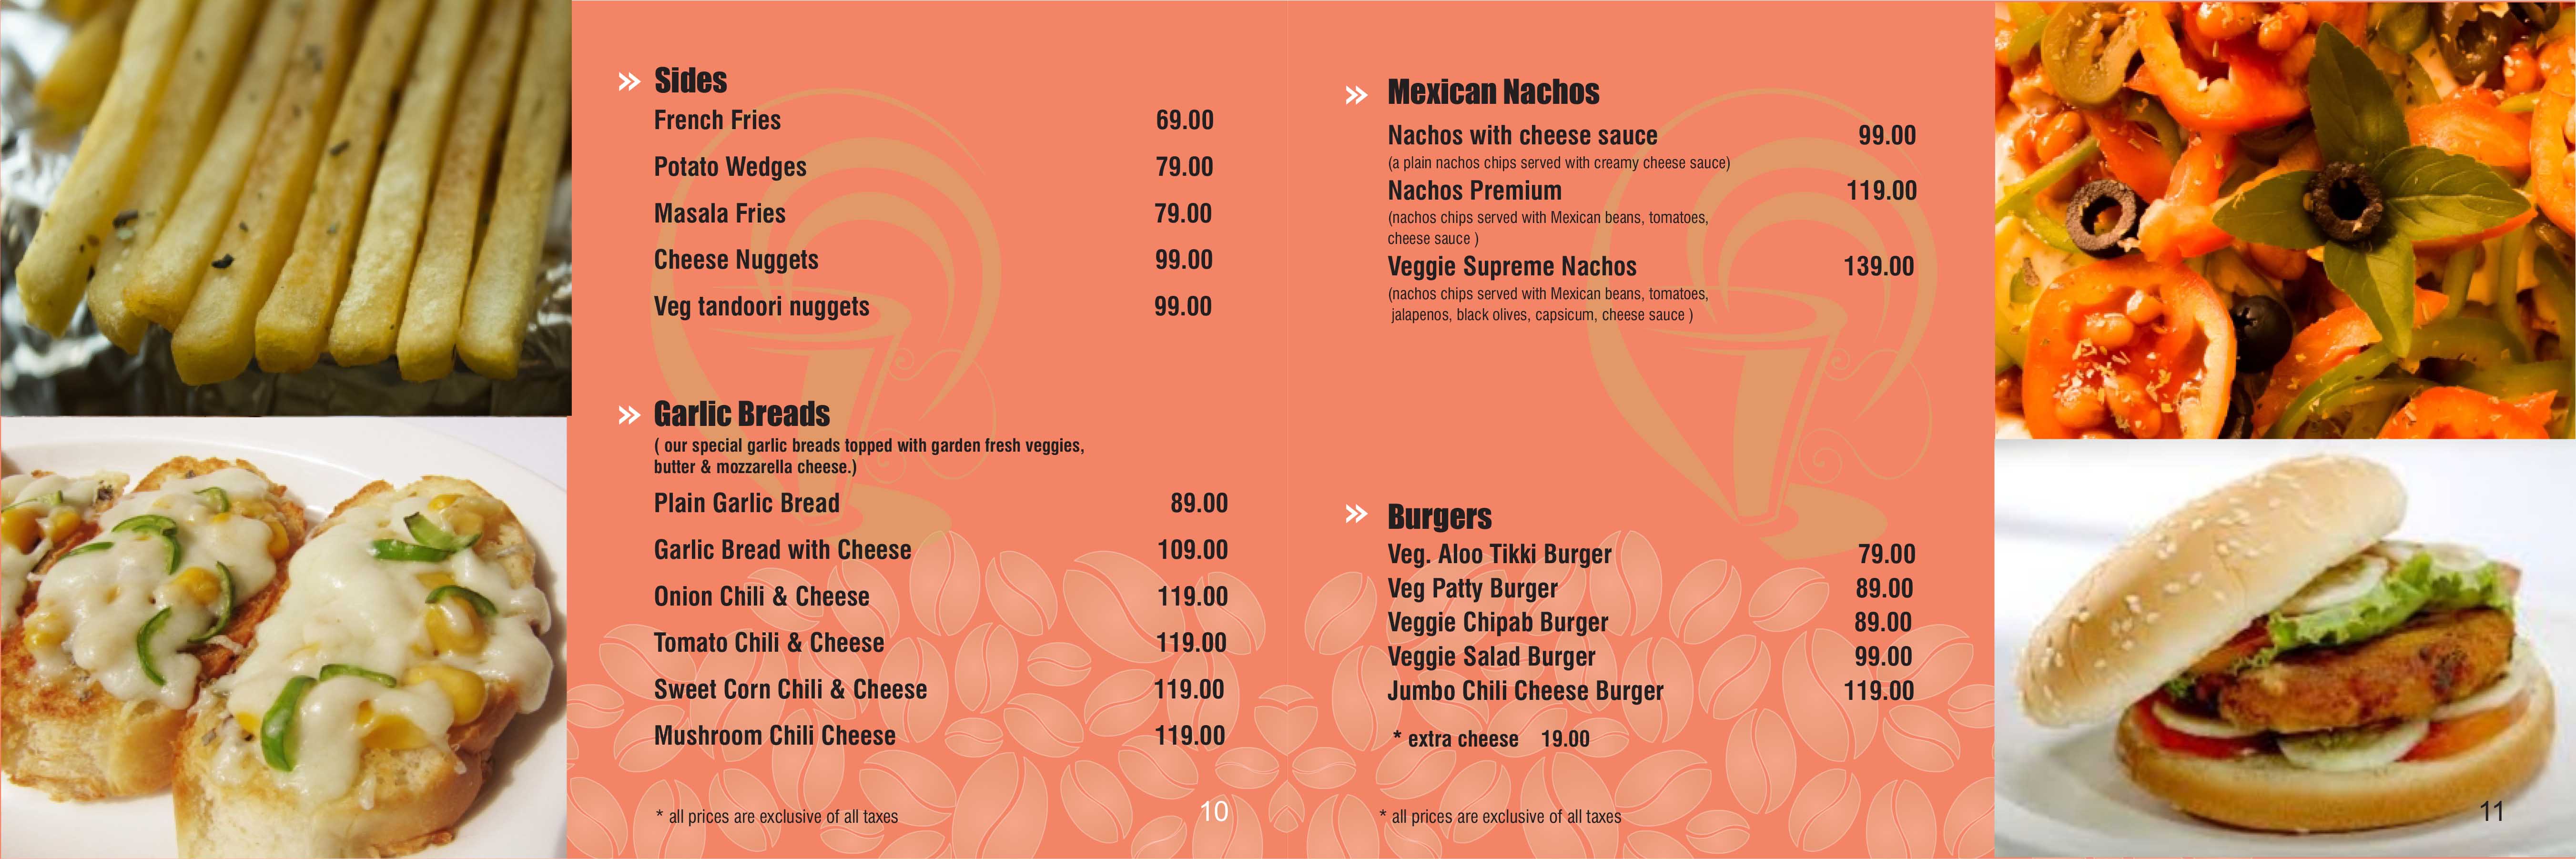 » Sides
French Fries 69.00
Potato Wedges 79.00
Masala Fries 79.00
Cheese Nuggets 99.00
Veg tandoori nuggets 99.00
» Garlic Breads
( our special garlic breads topped with garden fresh veggies,
butter & mozzarella cheese.)
Plain Garlic Bread 89.00
Garlic Bread with Cheese 109.00
Onion Chili & Cheese 119.00
Tomato Chili & Cheese 119.00
Sweet Corn Chili & Cheese 119.00
Mushroom Chili Cheese 119.00
* all prices are exclusive of all taxes
10
» Mexican Nachos
Nachos with cheese sauce 99.00
(a plain nachos chips served with creamy cheese sauce)
Nachos Premium 119.00
(nachos chips served with Mexican beans, tomatoes,
cheese sauce )
Veggie Supreme Nachos 139.00
(nachos chips served with Mexican beans, tomatoes,
jalapenos, black olives, capsicum, cheese sauce )
» Burgers
Veg. Aloo Tikki Burger 79.00
Veg Patty Burger 89.00
Veggie Chipab Burger 89.00
Veggie Salad Burger 99.00
Jumbo Chili Cheese Burger 119.00
* extra cheese 19.00
* all prices are exclusive of all taxes
11